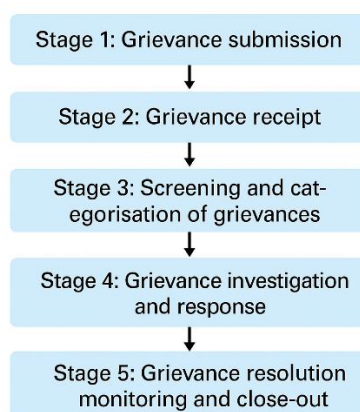 Stage 1: Grievance submission
Stage 2: Grievance receipt
Stage 3: Screening and cat-
egorisation of grievances
Stage 4: Grievance investigation
and response
Stage 5: Grievance resolution
monitoring and close-out